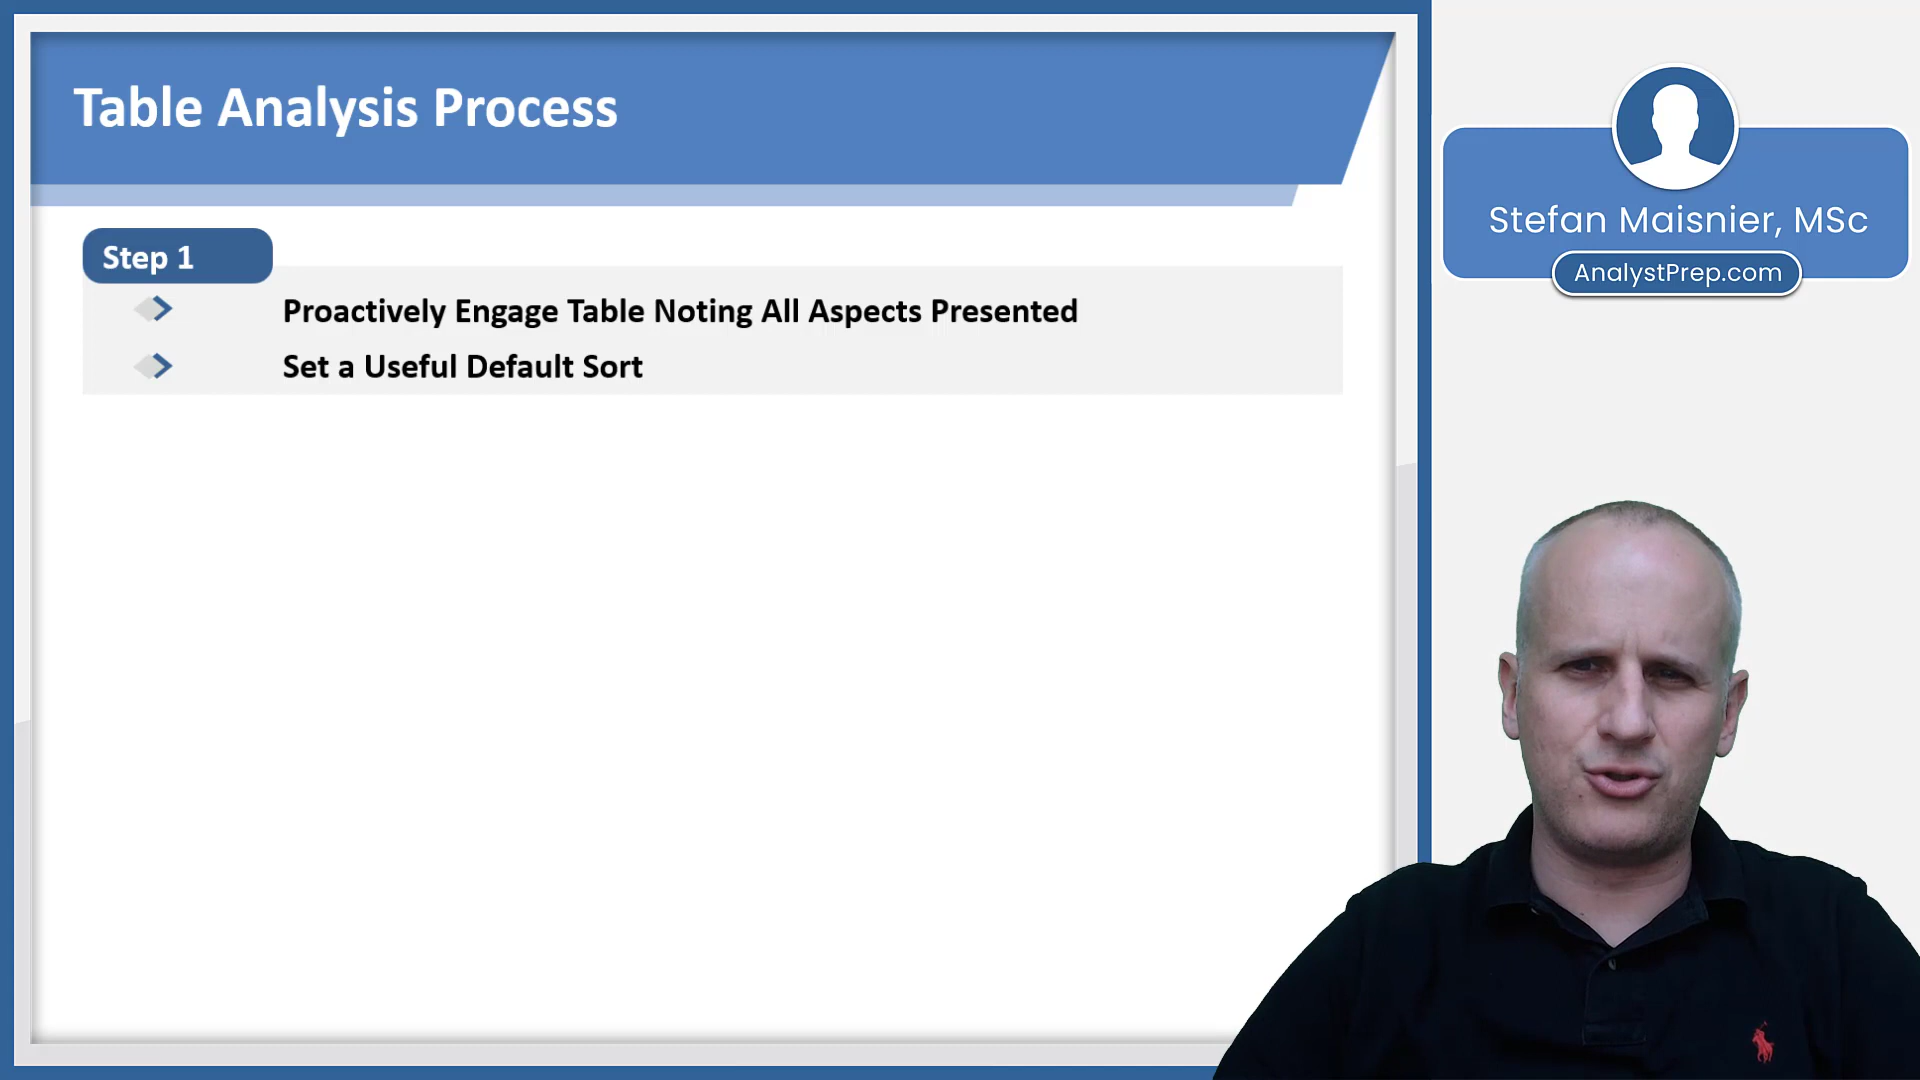 Table Analysis Process
Step 1
Proactively Engage Table Noting All Aspects Presented
Set a Useful Default Sort
Stefan Maisnier, MSc
AnalystPrep.com